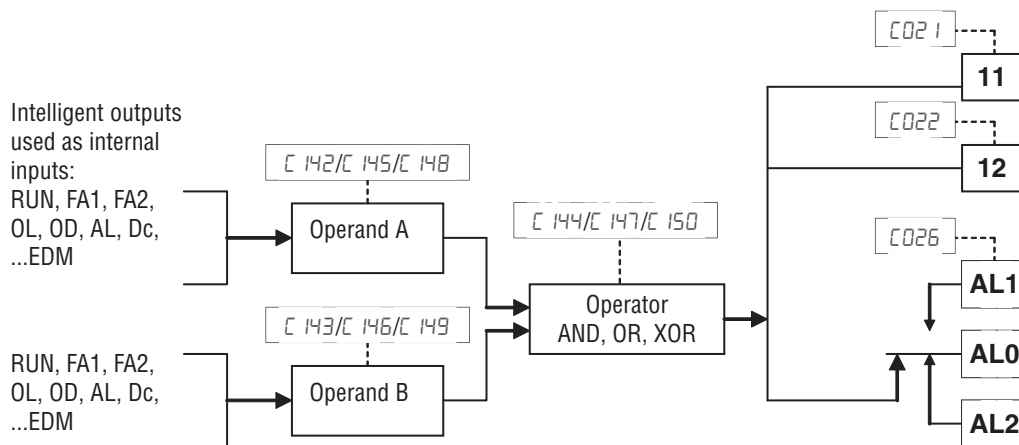 Intelligent outputs
used as internal
inputs:
RUN, FA1, FA2,
OL, OD, AL, Dc,
...EDM
C142/C145/C148
Operand A
RUN, FA1, FA2,
OL, OD, AL, Dc,
...EDM
C143/C146/C149
Operand B
C144/C147/C150
Operator
AND, OR, XOR
C021
11
C022
12
C026
AL1
AL0
AL2